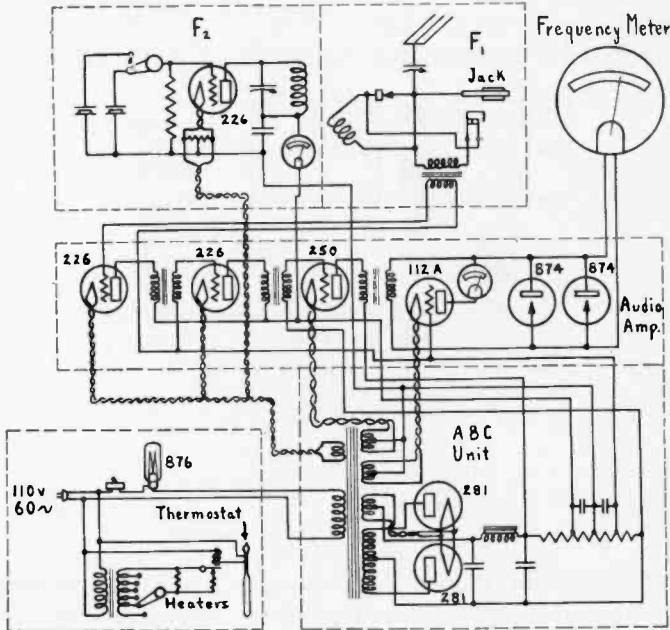 F2
F1
Frequency Meter
Jack
226
226
226
250
112 A
874
874
Audio
Amp.
ABC
Unit
876
110v
60~
Thermostat
Heaters
281
281